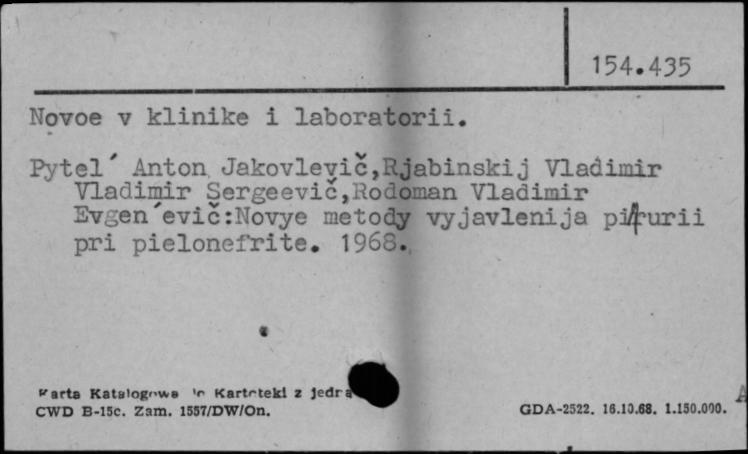 154.435
Novoe v klinike i laboratorii.
Pytel´ Anton Jakovlevič,Rjabinskij Vladimir
Vladimir Sergeevič,Rodoman Vladimir
Evgen´evič:Novye metody vyjavlenija piurii
pri pielonefrite. 1968.
Karta Katalogowa do Kartoteki z jedną
CWD B-15c. Zam. 1557/DW/On.
GDA-2522. 16.10.68. 1.150.000.